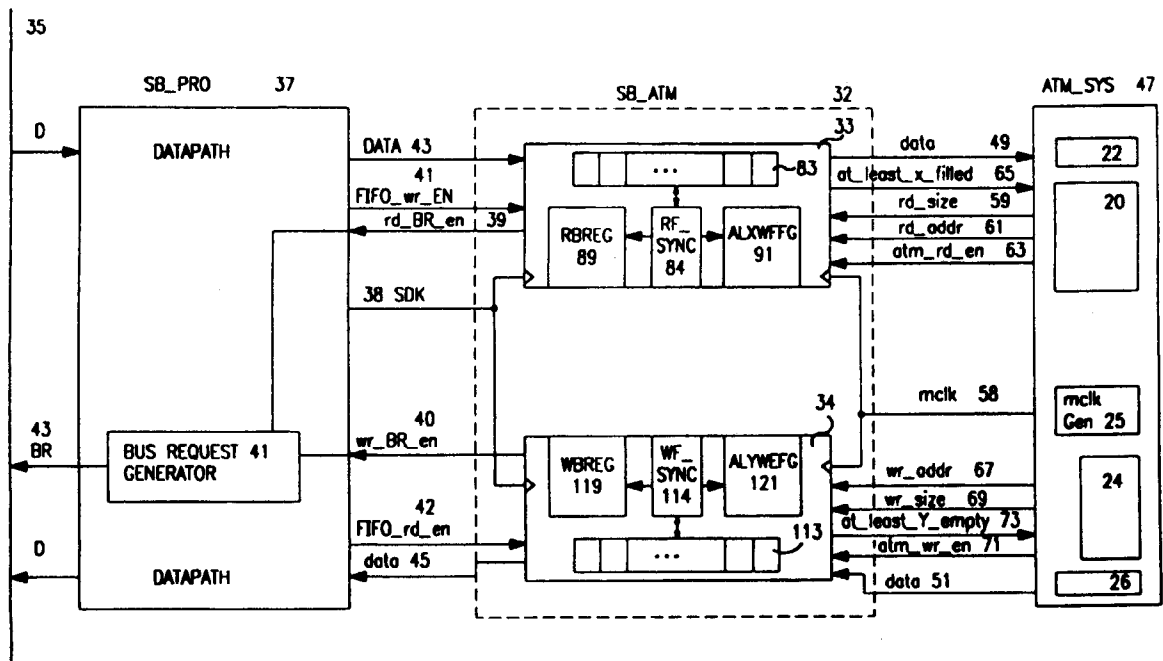 35
SB_PRO 37
SB_ATM
32
ATM_SYS 47
D
DATAPATH
DATA 43
41
FIFO_wr_EN
rd_BR_en 39
38 SDK
33
83
RBREG
89
RF_
SYNC
84
ALXWFFG
91
data 49
at_least_x_filled 65
rd_size 59
rd_addr 61
atm_rd_en 63
22
20
mclk 58
mclk
Gen 25
43
BR
BUS REQUEST 41
GENERATOR
40
wr_BR_en
42
FIFO_rd_en
data 45
D
DATAPATH
34
WBREG
119
WF_
SYNC
114
ALYWEFG
121
113
wr_addr 67
wr_size 69
at_least_Y_empty 73
atm_wr_en 71
data 51
24
26